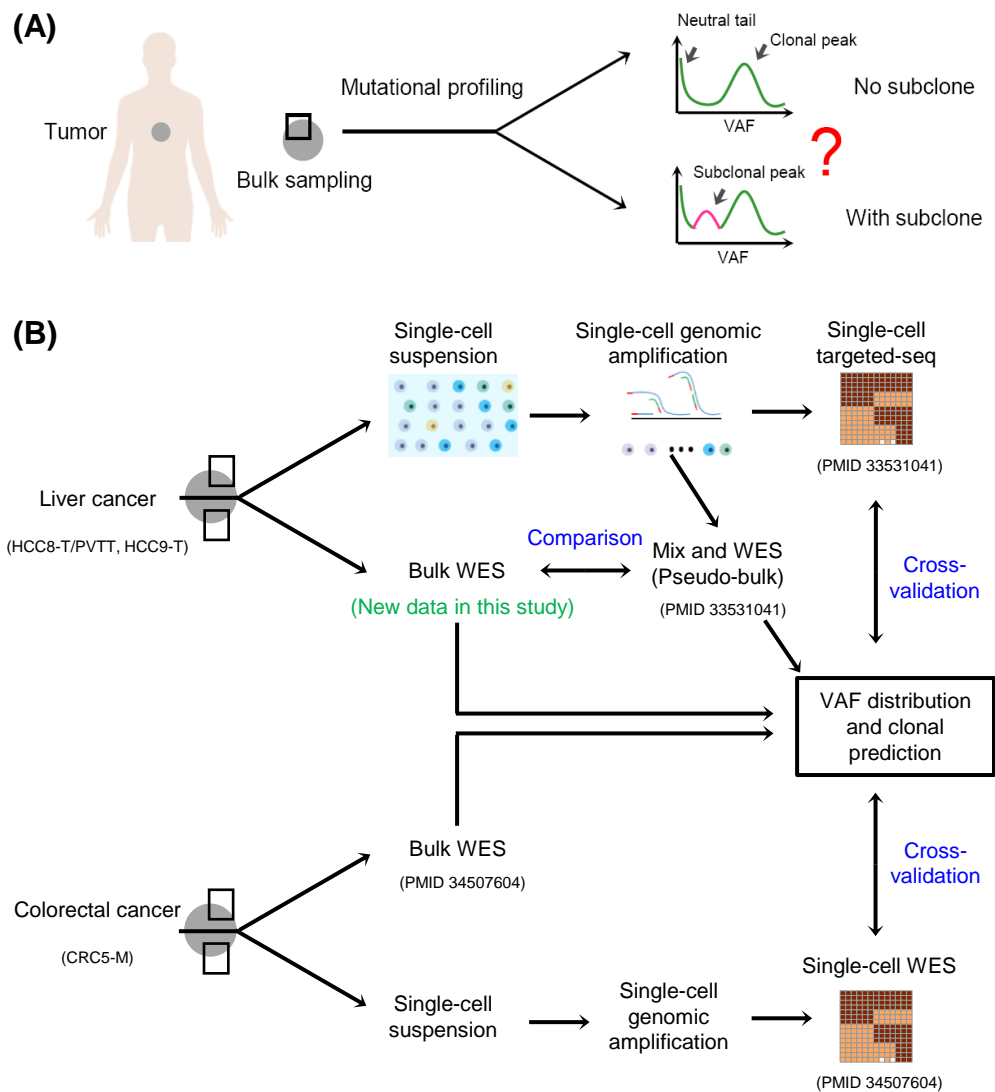 (A)
Tumor
Bulk sampling
Mutational profiling
Neutral tail
Clonal peak
VAF
No subclone
?
Subclonal peak
VAF
With subclone
(B)
Single-cell
suspension
Single-cell genomic
amplification
Single-cell
targeted-seq
(PMID 33531041)
Liver cancer
(HCC8-T/PVTT, HCC9-T)
Bulk WES
(New data in this study)
Comparison
Mix and WES
(Pseudo-bulk)
(PMID 33531041)
Cross-
validation
VAF distribution
and clonal
prediction
Bulk WES
(PMID 34507604)
Cross-
validation
Colorectal cancer
(CRC5-M)
Single-cell
suspension
Single-cell
genomic
amplification
Single-cell WES
(PMID 34507604)